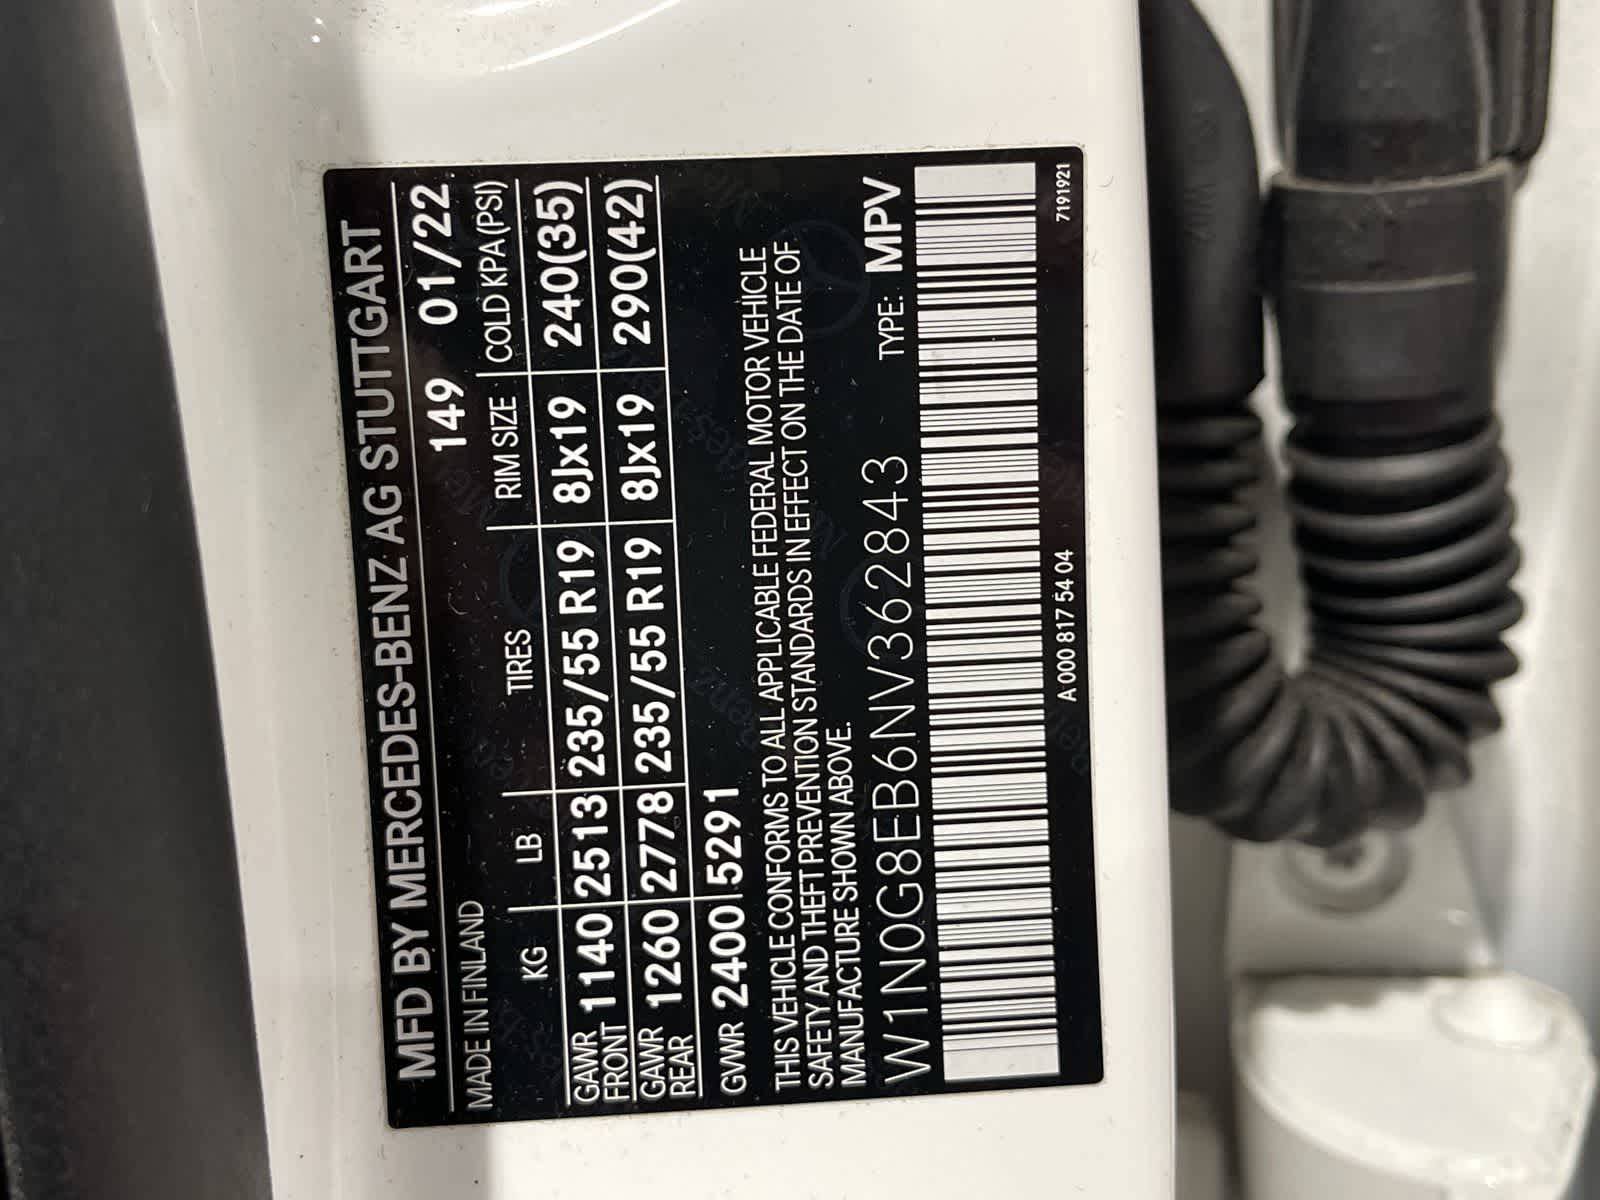 MFD BY MERCEDES-BENZ AG STUTTGART
MADE IN FINLAND 149 01/22
KG LB TIRES RIM SIZE COLD KPA(PSI)
GAWR FRONT 1140 2513 235/55 R19 8Jx19 240(35)
GAWR REAR 1260 2778 235/55 R19 8Jx19 290(42)
GVWR 2400 5291
THIS VEHICLE CONFORMS TO ALL APPLICABLE FEDERAL MOTOR VEHICLE
SAFETY AND THEFT PREVENTION STANDARDS IN EFFECT ON THE DATE OF
MANUFACTURE SHOWN ABOVE.
W1N0G8EB6NV362843 TYPE: MPV
A 000 817 54 04 7191921